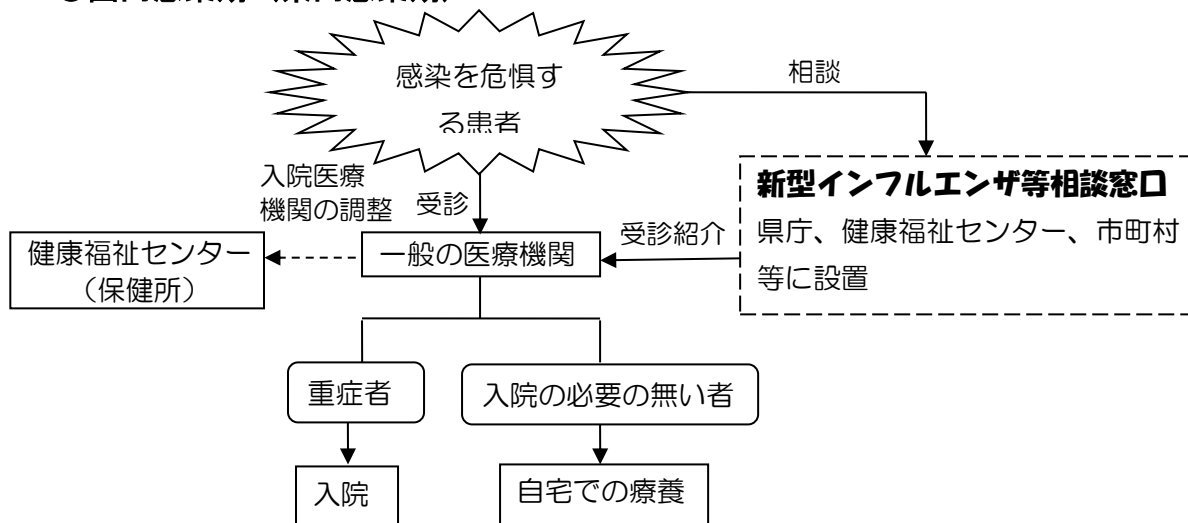 感染を危惧す
る患者
相談
入院医療
機関の調整
受診
新型インフルエンザ等相談窓口
県庁、健康福祉センター、市町村
等に設置
受診紹介
健康福祉センター
（保健所）
一般の医療機関
重症者
入院の必要の無い者
入院
自宅での療養